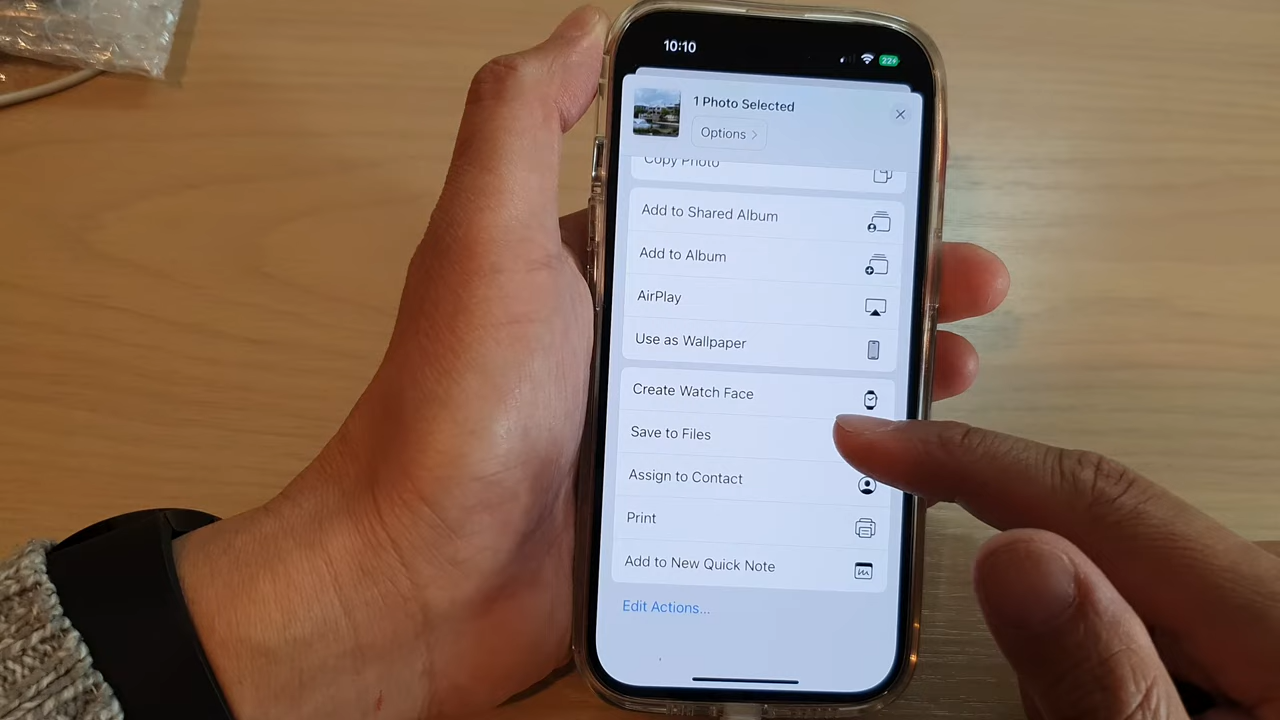 10:10
22
1 Photo Selected
Options
Copy Photo
Add to Shared Album
Add to Album
AirPlay
Use as Wallpaper
Create Watch Face
Save to Files
Assign to Contact
Print
Add to New Quick Note
Edit Actions...